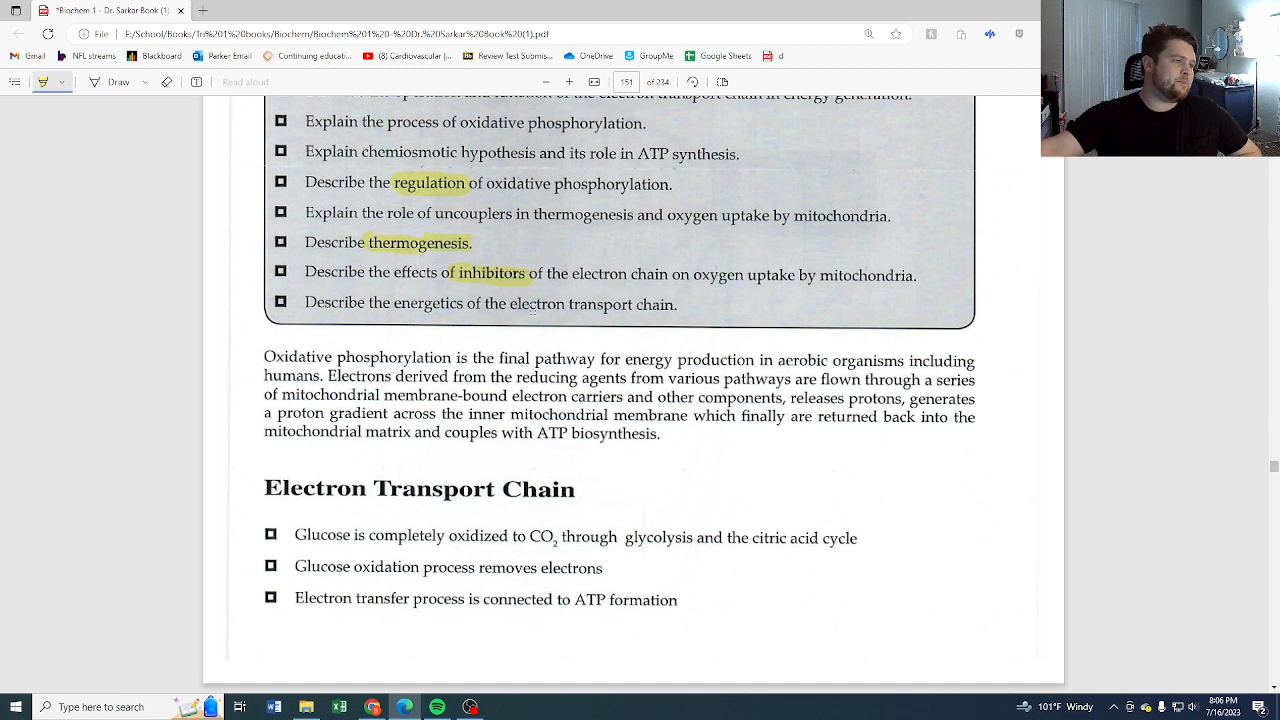 *Biochem 1 - Dr. Sarkar Book (1).
File
F:/School/Books/Tri%201%20books/Biochem/Biochem%201%20-%20Dr.%20Sarkar%20Book%20(1).pdf
Gmail
NFL streams
Blackboard
Continuing educati...
(8) Cardiovascular J...
Review Test Submis...
OneDrive
GroupMe
Google Sheets
d
Draw
Read aloud
151
of 234
Explain the process of oxidative phosphorylation.
Explain chemiosmotic hypothesis and its role in ATP synthesis.
Describe the regulation of oxidative phosphorylation.
Explain the role of uncouplers in thermogenesis and oxygen uptake by mitochondria.
Describe thermogenesis.
Describe the effects of inhibitors of the electron chain on oxygen uptake by mitochondria.
Describe the energetics of the electron transport chain.
Oxidative phosphorylation is the final pathway for energy production in aerobic organisms including
humans. Electrons derived from the reducing agents from various pathways are flown through a series
of mitochondrial membrane-bound electron carriers and other components, releases protons, generates
a proton gradient across the inner mitochondrial membrane which finally are returned back into the
mitochondrial matrix and couples with ATP biosynthesis.
Electron Transport Chain
Glucose is completely oxidized to CO₂ through glycolysis and the citric acid cycle
Glucose oxidation process removes electrons
Electron transfer process is connected to ATP formation
Type here to search
101°F
8:06 PM
7/16/2023